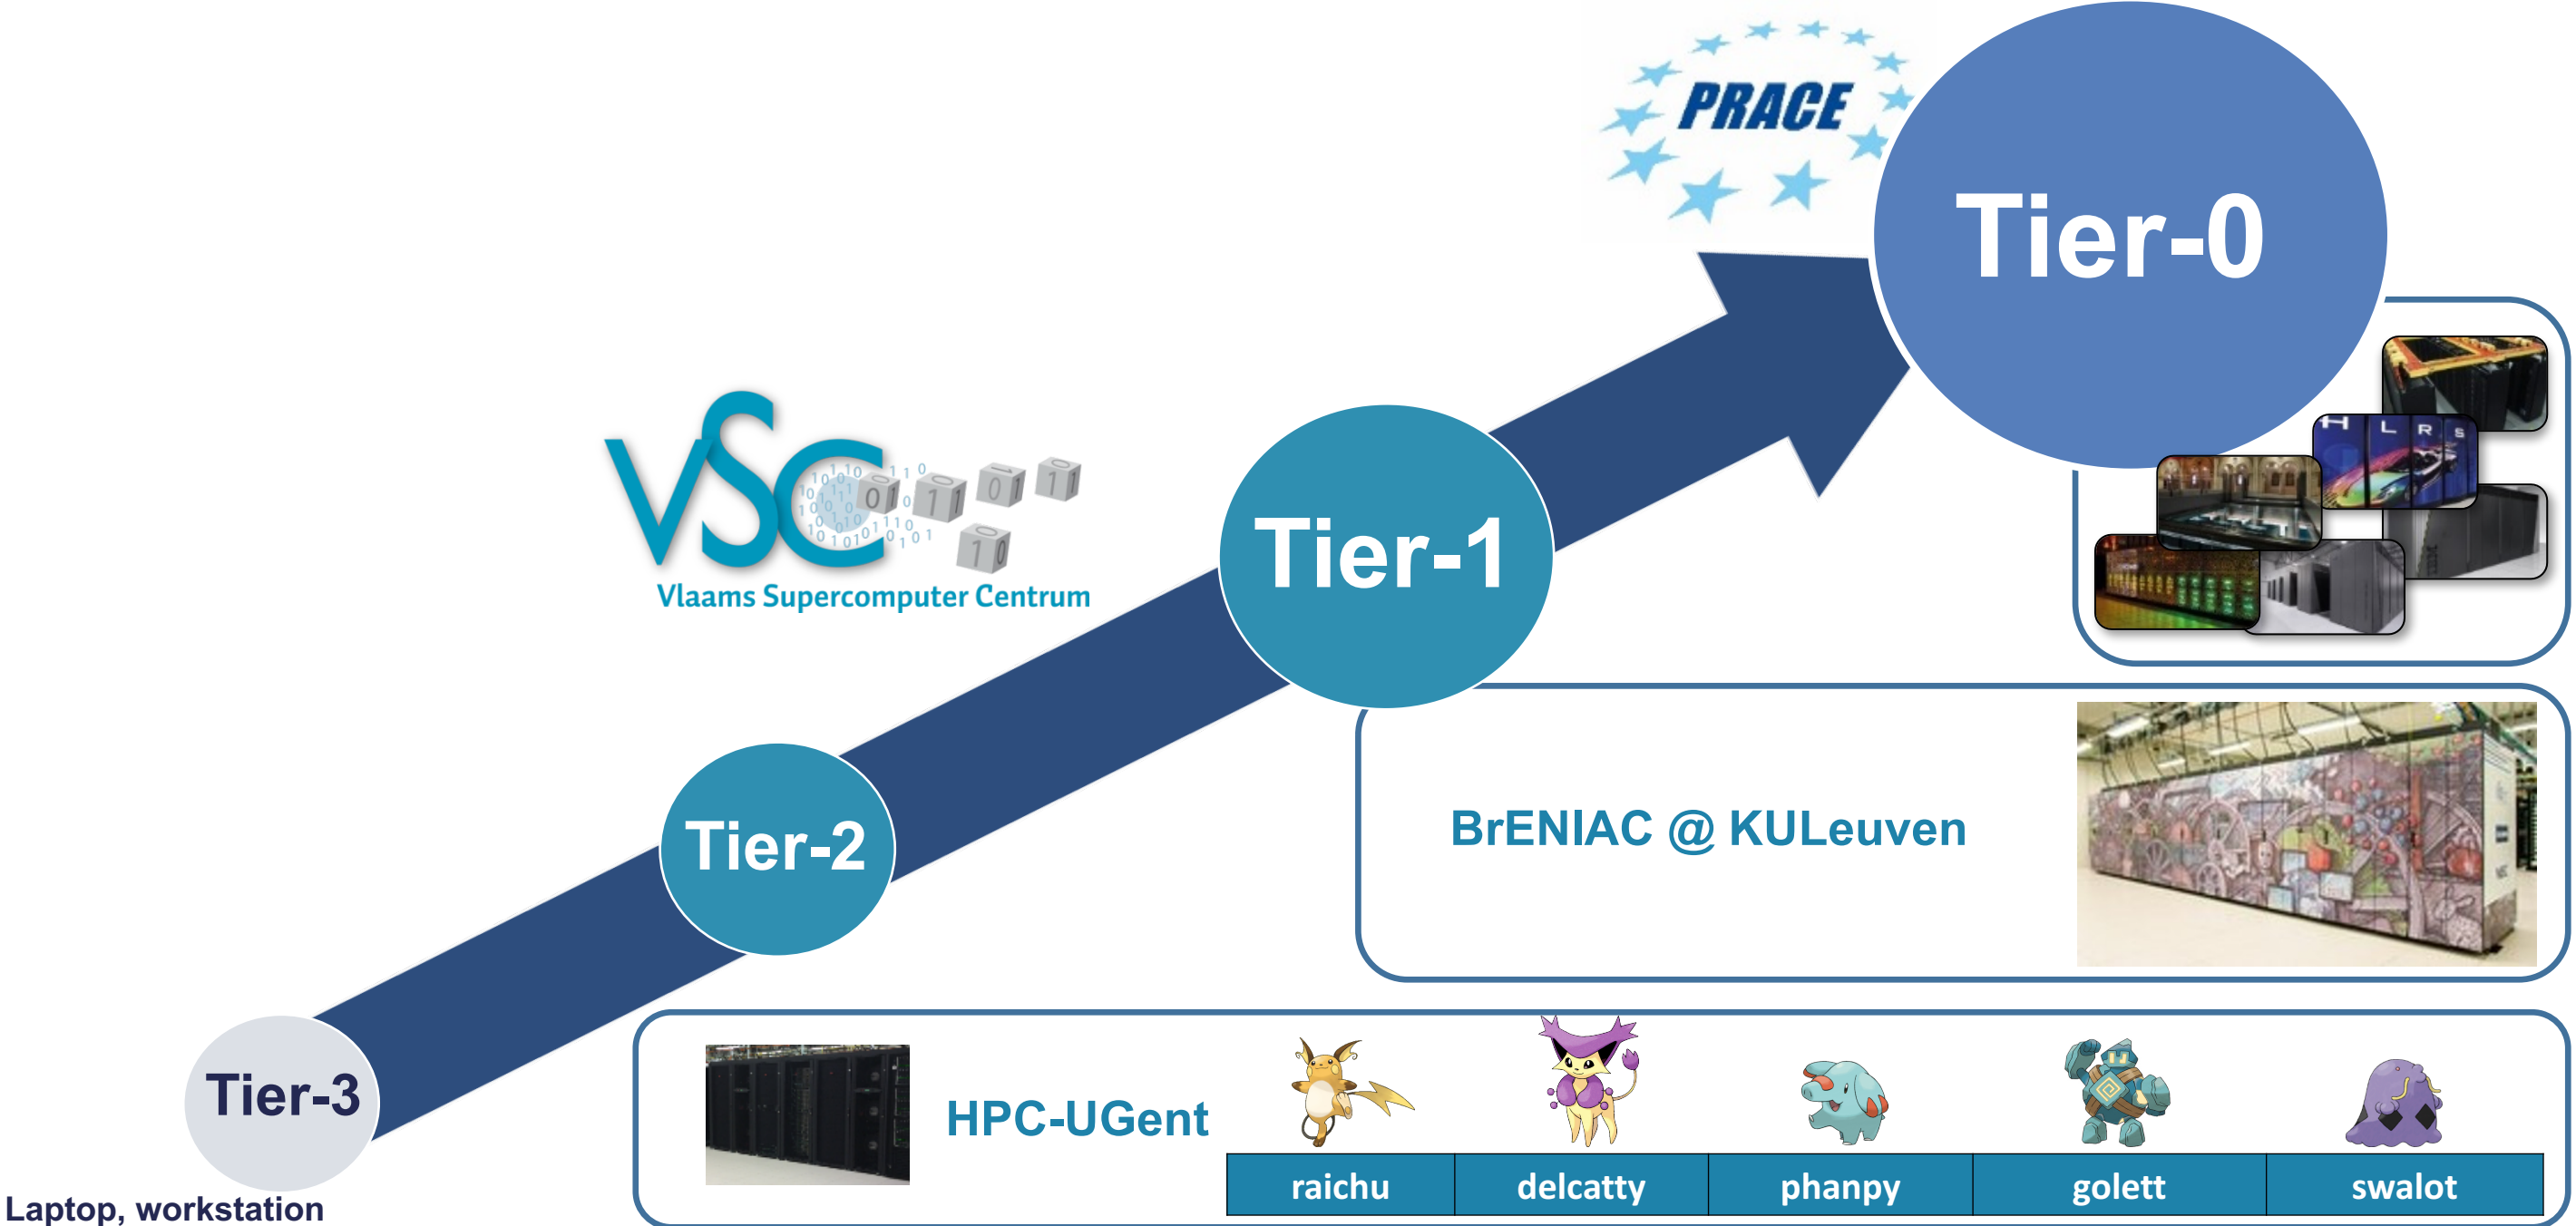 PRACE
Tier-0
H L R S
VSC
Vlaams Supercomputer Centrum
Tier-1
BrENIAC @ KULeuven
Tier-2
Tier-3
Laptop, workstation
HPC-UGent
raichu
delcatty
phanpy
golett
swalot